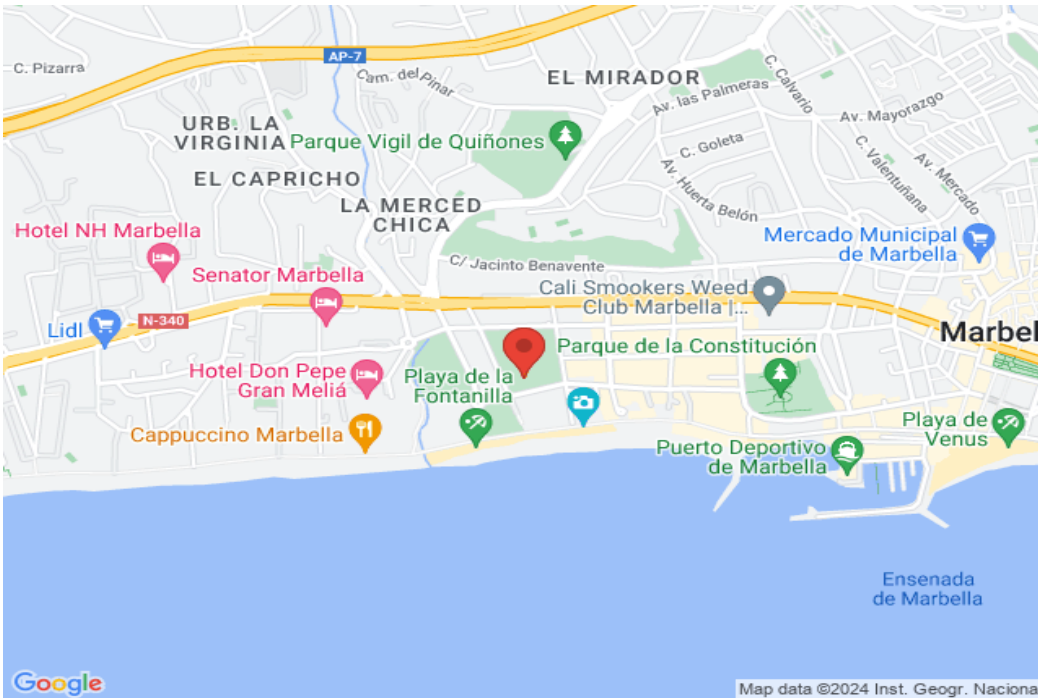 AP-7
C. Pizarra
Cam. del Pinar
EL MIRADOR
C. Calvario
Av. las Palmeras
Av. Mayorazgo
URB. LA
VIRGINIA
Parque Vigil de Quiñones
C. Goleta
C. Valentuñana
Av. Mercado
EL CAPRICHO
Av. Huerta Belón
LA MERCED
CHICA
Hotel NH Marbella
Mercado Municipal
de Marbella
C/ Jacinto Benavente
Senator Marbella
Cali Smookers Weed
Club Marbella |...
N-340
Lidl
Marbel
Parque de la Constitución
Hotel Don Pepe
Gran Meliá
Playa de la
Fontanilla
Cappuccino Marbella
Playa de
Venus
Puerto Deportivo
de Marbella
Ensenada
de Marbella
Google
Map data ©2024 Inst. Geogr. Naciona